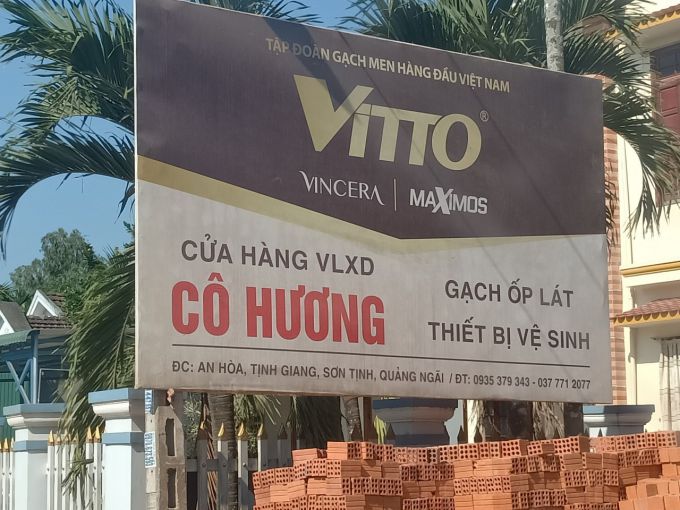 TẬP ĐOÀN GẠCH MEN HÀNG ĐẦU VIỆT NAM
VITTO®
VINCERA | MAXIMOS
CỬA HÀNG VLXD
CÔ HƯƠNG
GẠCH ỐP LÁT
THIẾT BỊ VỆ SINH
ĐC: AN HÒA, TỊNH GIANG, SƠN TỊNH, QUẢNG NGÃI / ĐT: 0935 379 343 - 037 771 2077